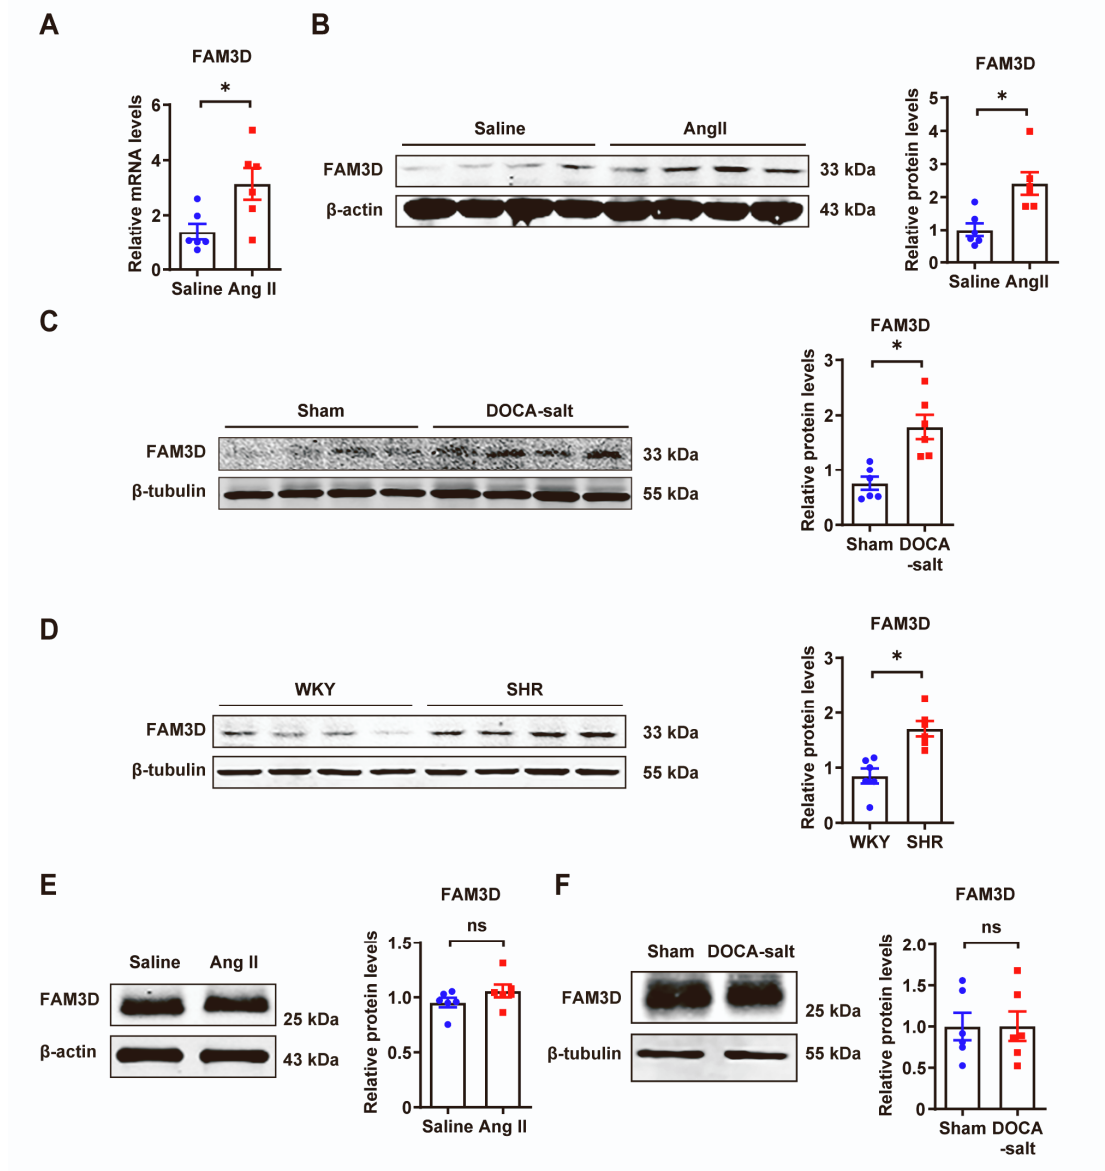 A
FAM3D
*
Relative mRNA levels
6
4
2
0
Saline Ang II
B
Saline AngII
FAM3D 33 kDa
β-actin 43 kDa
FAM3D
*
Relative protein levels
5
4
3
2
1
0
Saline AngII
C
Sham DOCA-salt
FAM3D 33 kDa
β-tubulin 55 kDa
FAM3D
*
Relative protein levels
3
2
1
0
Sham DOCA
-salt
D
WKY SHR
FAM3D 33 kDa
β-tubulin 55 kDa
FAM3D
*
Relative protein levels
3
2
1
0
WKY SHR
E
Saline Ang II
FAM3D 25 kDa
β-actin 43 kDa
FAM3D
ns
Relative protein levels
1.5
1.0
0.5
0
Saline Ang II
F
Sham DOCA-salt
FAM3D 25 kDa
β-tubulin 55 kDa
FAM3D
ns
Relative protein levels
2.0
1.5
1.0
0.5
0
Sham DOCA
-salt